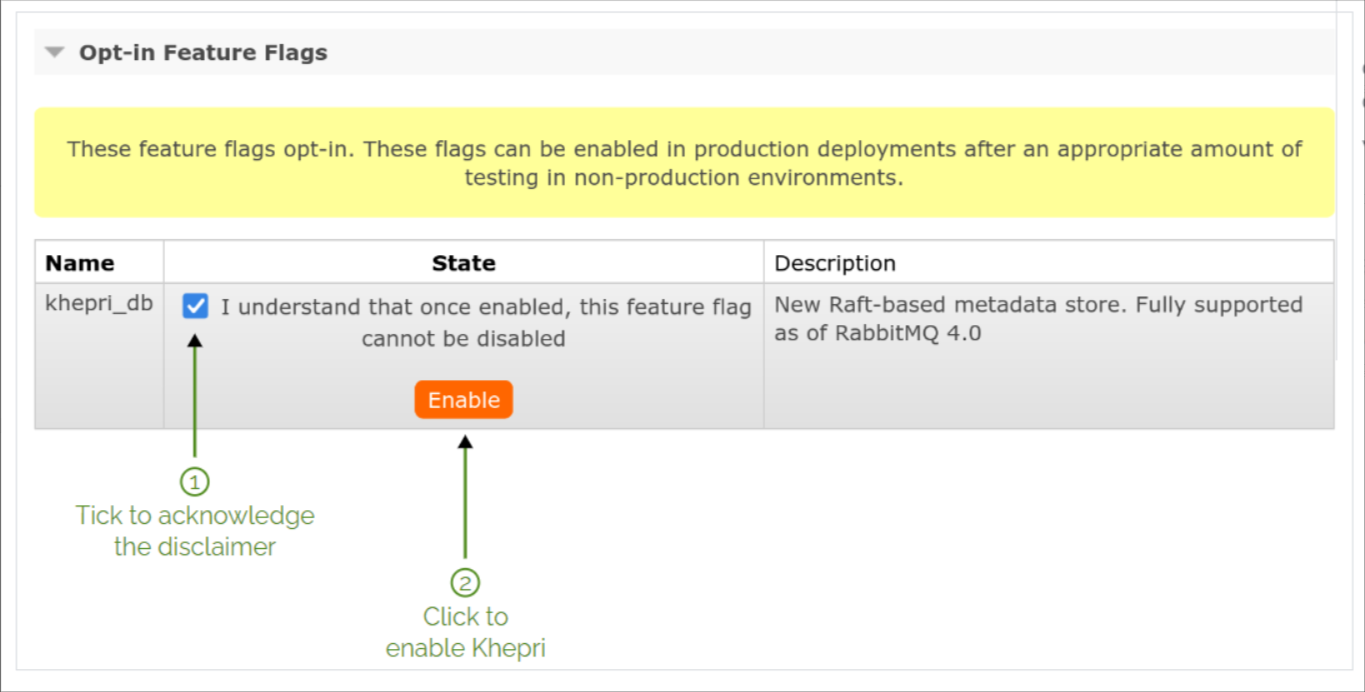 Opt-in Feature Flags
These feature flags opt-in. These flags can be enabled in production deployments after an appropriate amount of
testing in non-production environments.
Name State Description
khepri_db I understand that once enabled, this feature flag New Raft-based metadata store. Fully supported
cannot be disabled as of RabbitMQ 4.0
Enable
1
Tick to acknowledge
the disclaimer
2
Click to
enable Khepri